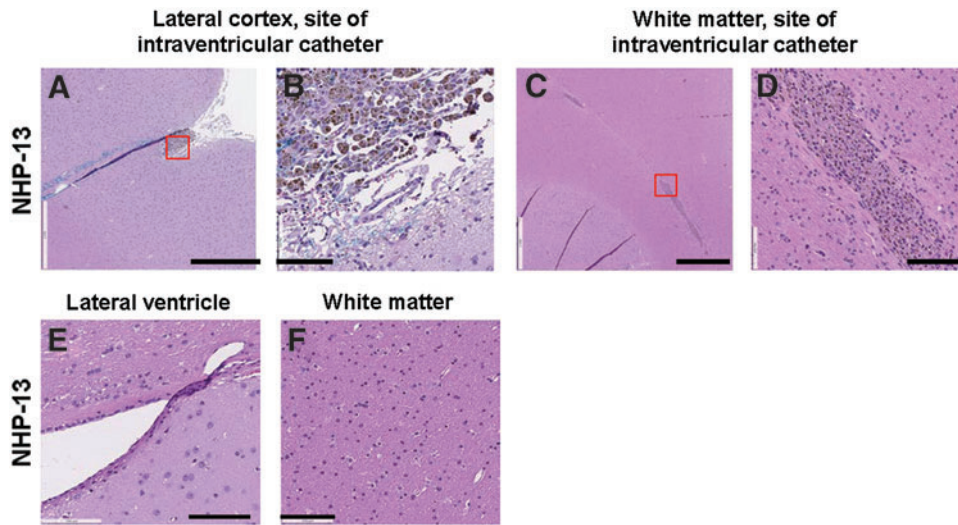 Lateral cortex, site of
intraventricular catheter
White matter, site of
intraventricular catheter
NHP-13
A
B
C
D
Lateral ventricle
White matter
NHP-13
E
F